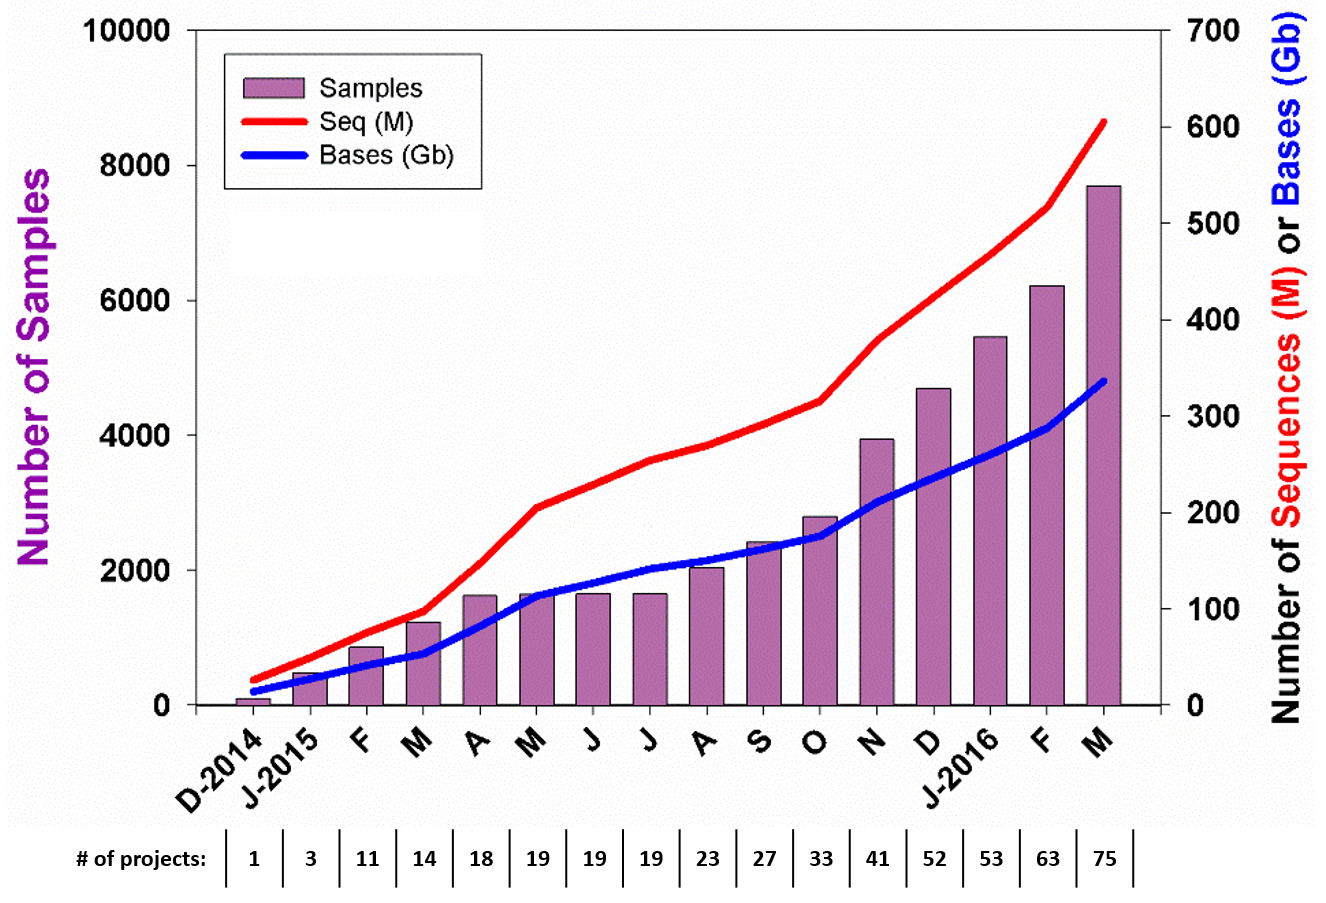 Number of Samples
10000
8000
6000
4000
2000
0
Samples
Seq (M)
Bases (Gb)
700
600
500
400
300
200
100
0
Number of Sequences (M) or Bases (Gb)
D-2014 J-2015 F M A M J J A S O N D J-2016 F M
# of projects: 1 3 11 14 18 19 19 19 23 27 33 41 52 53 63 75